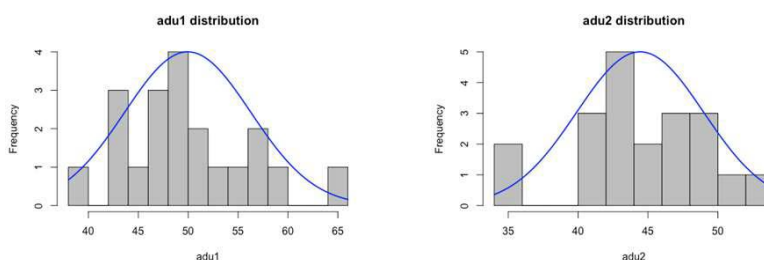 adu1 distribution
Frequency
0 1 2 3 4
40 45 50 55 60 65
adu1
adu2 distribution
Frequency
0 1 2 3 4 5
35 40 45 50
adu2